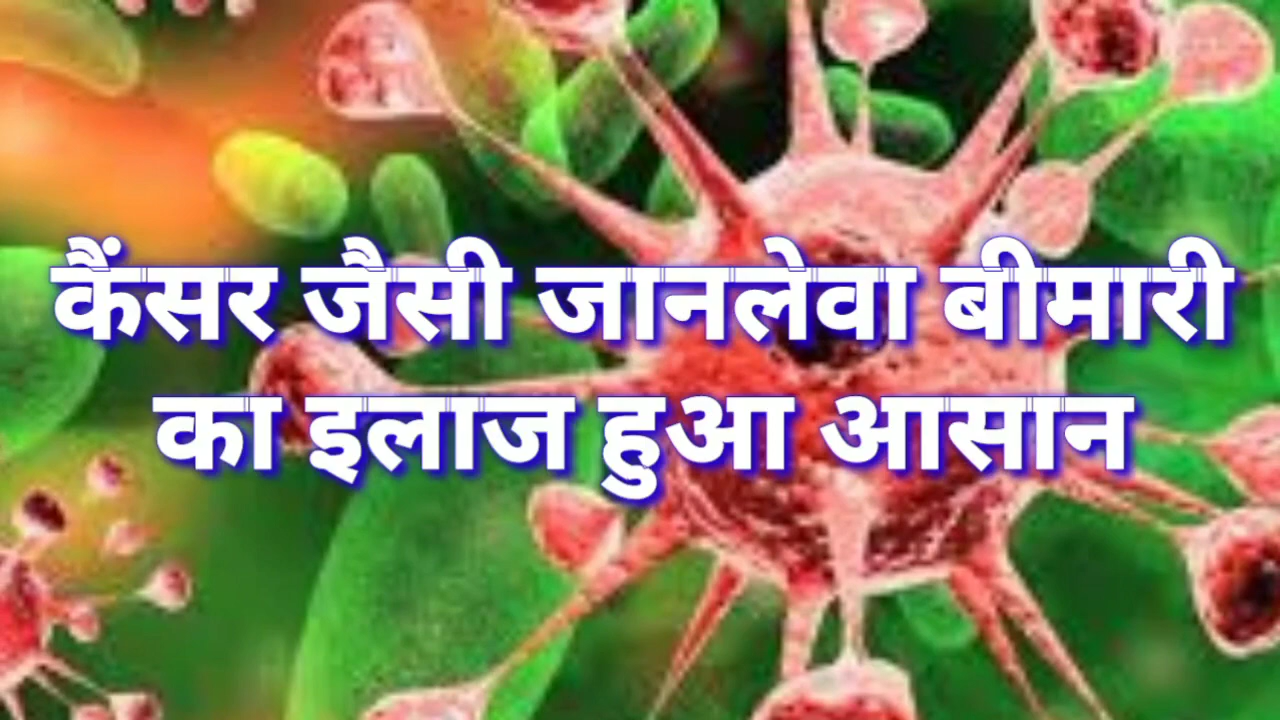 कैंसर जैसी जानलेवा बीमारी
का इलाज हुआ आसान